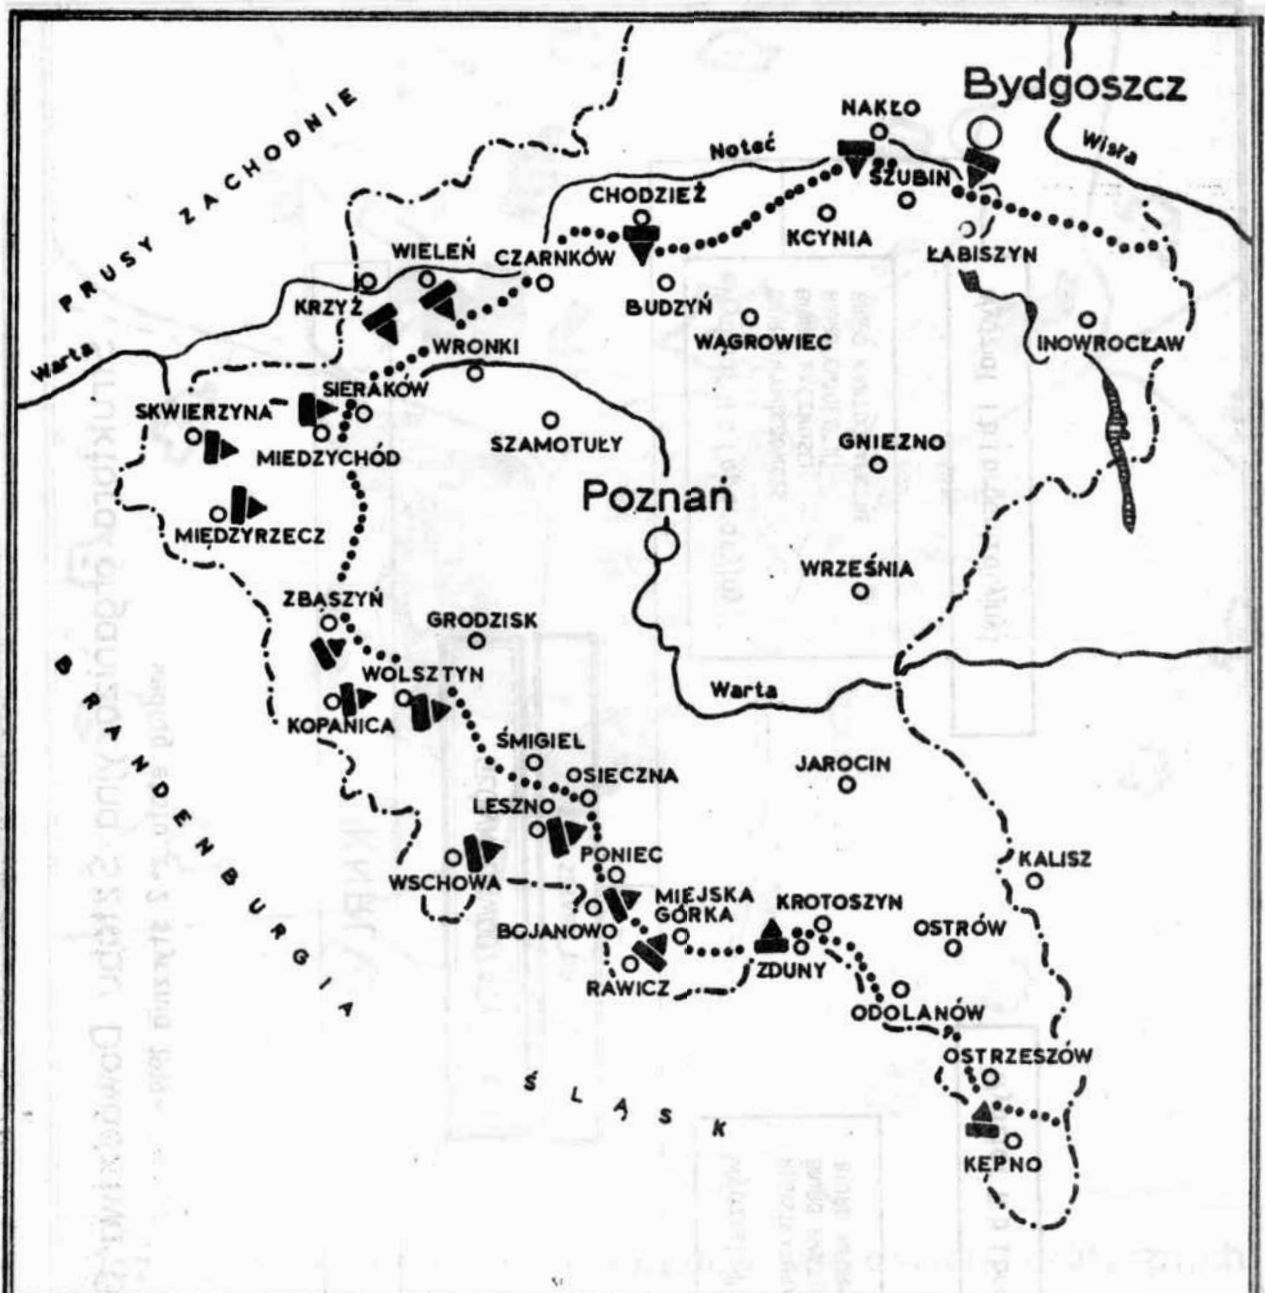 Bydgoszcz
NAKŁO
PRUSY ZACHODNIE
Noteć
Wisła
SZUBIN
CHODZIEŻ
KCYNIA
WIELEŃ
CZARNKÓW
ŁABISZYN
KRZYŻ
BUDZYŃ
WĄGROWIEC
INOWROCŁAW
Warta
WRONKI
SIERAKÓW
SKWIERZYNA
SZAMOTUŁY
GNIEZNO
MIEDZYCHÓD
Poznań
MIEDZYRZECZ
WRZEŚNIA
ZBĄSZYŃ
GRODZISK
WOLSZTYN
Warta
KOPANICA
BRANDENBURGIA
ŚMIGIEL
OSIECZNA
JAROCIN
LESZNO
PONIEC
KALISZ
WSCHOWA
MIEJSKA
GÓRKA
KROTOSZYN
BOJANOWO
OSTRÓW
RAWICZ
ZDUNY
ODOLANÓW
OSTRZESZÓW
ŚLĄSK
KEPNO